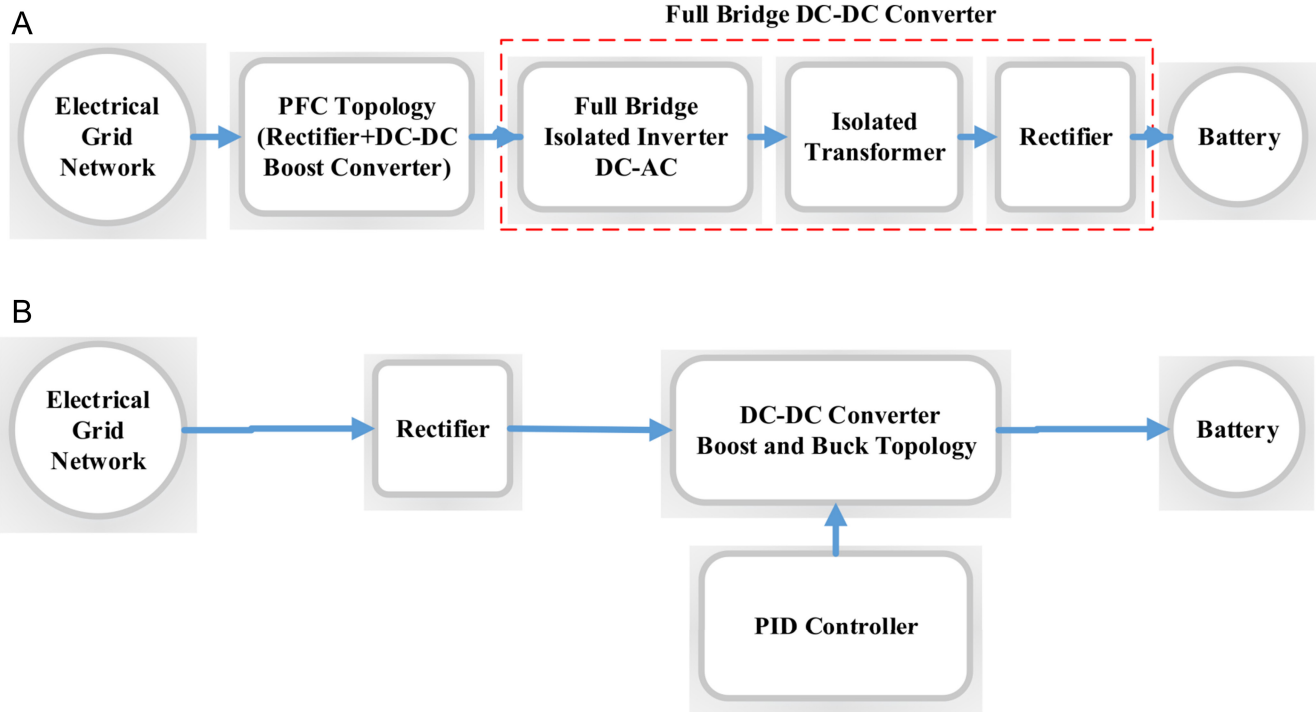 A
Full Bridge DC-DC Converter
Electrical
Grid
Network
PFC Topology
(Rectifier+DC-DC
Boost Converter)
Full Bridge
Isolated Inverter
DC-AC
Isolated
Transformer
Rectifier
Battery
B
Electrical
Grid
Network
Rectifier
DC-DC Converter
Boost and Buck Topology
Battery
PID Controller